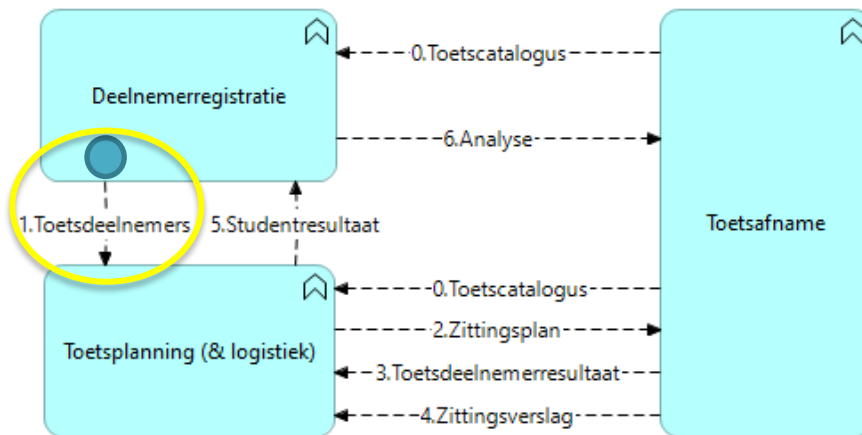 0.Toetscatalogus
Deelnemerregistratie
6.Analyse
1.Toetsdeelnemers
5.Studentresultaat
Toetsafname
0.Toetscatalogus
2.Zittingsplan
Toetsplanning (& logistiek)
3.Toetsdeelnemerresultaat
4.Zittingsverslag